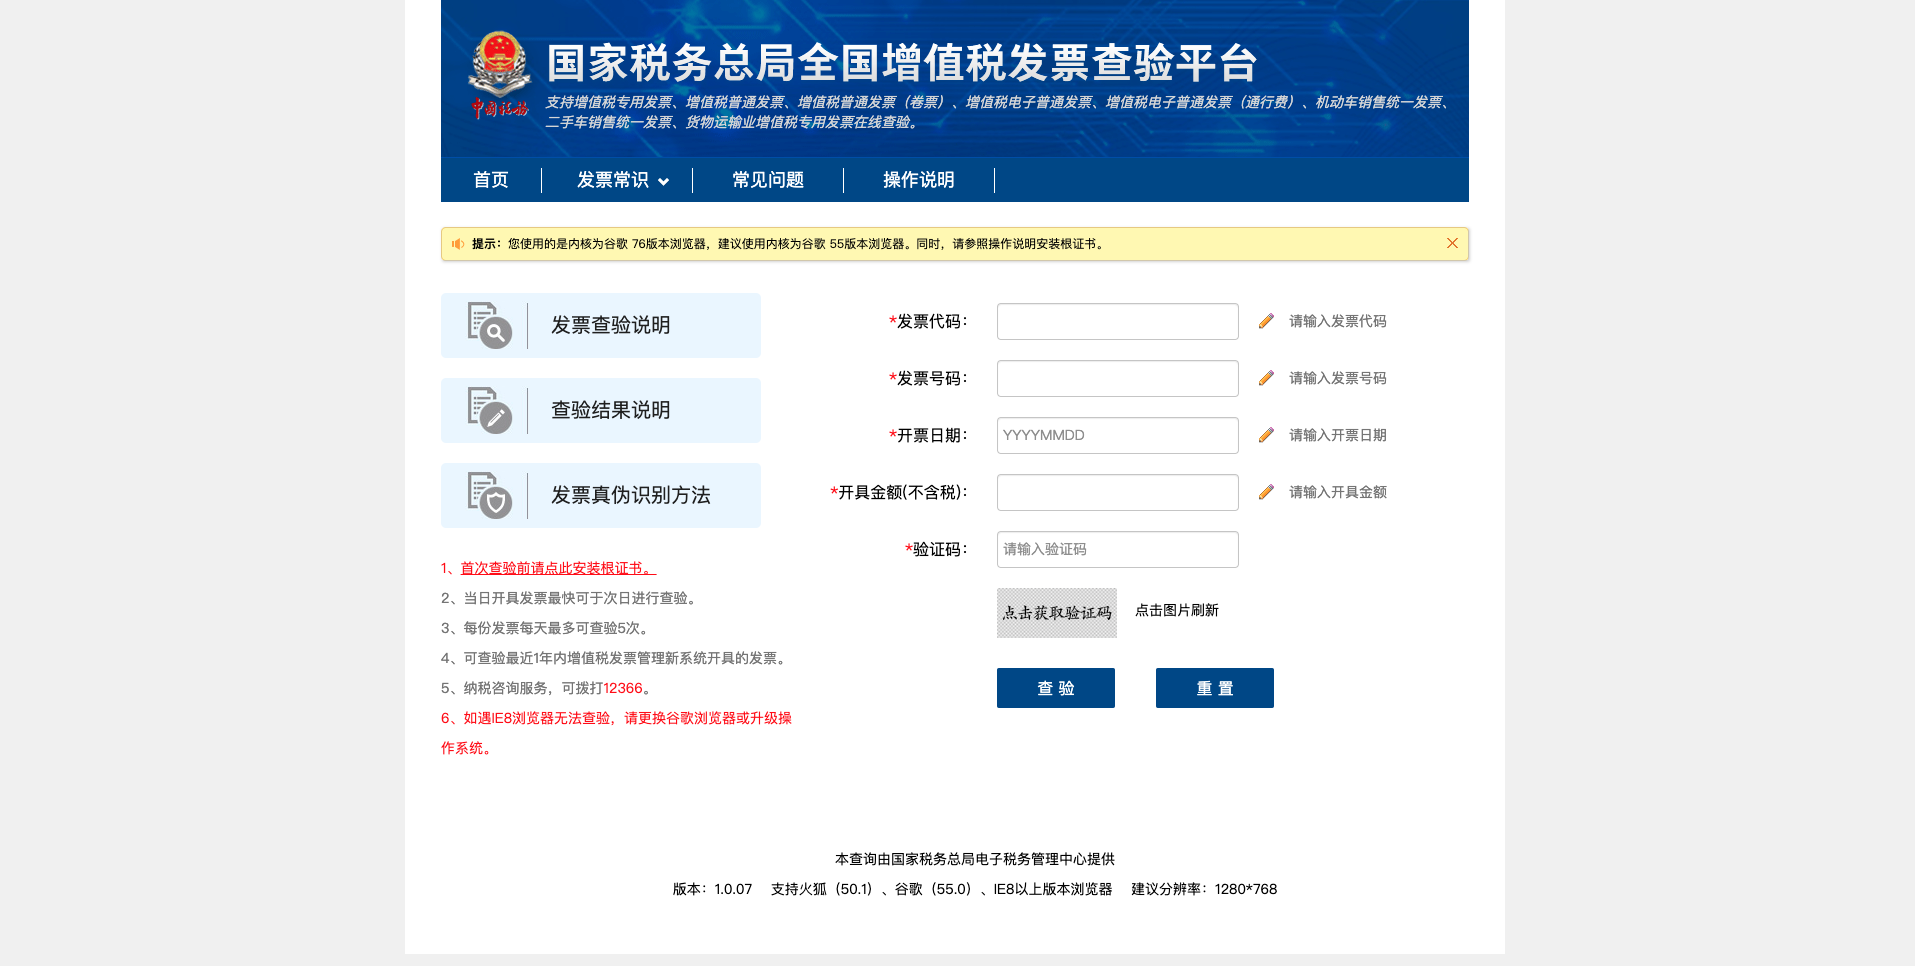 国家税务总局全国增值税发票查验平台
中国税务
支持增值税专用发票、增值税普通发票、增值税普通发票（卷票）、增值税电子普通发票、增值税电子普通发票（通行费）、机动车销售统一发票、
二手车销售统一发票、货物运输业增值税专用发票在线查验。
首页
发票常识
常见问题
操作说明
提示：您使用的是内核为谷歌 76版本浏览器，建议使用内核为谷歌 55版本浏览器。同时，请参照操作说明安装根证书。
发票查验说明
查验结果说明
发票真伪识别方法
1、首次查验前请点此安装根证书。
2、当日开具发票最快可于次日进行查验。
3、每份发票每天最多可查验5次。
4、可查验最近1年内增值税发票管理新系统开具的发票。
5、纳税咨询服务，可拨打12366。
6、如遇IE8浏览器无法查验，请更换谷歌浏览器或升级操
作系统。
*发票代码： 请输入发票代码
*发票号码： 请输入发票号码
*开票日期： YYYYMMDD 请输入开票日期
*开具金额(不含税)： 请输入开具金额
*验证码： 请输入验证码
点击获取验证码 点击图片刷新
查 验 重 置
本查询由国家税务总局电子税务管理中心提供
版本：1.0.07 支持火狐（50.1）、谷歌（55.0）、IE8以上版本浏览器 建议分辨率：1280*768